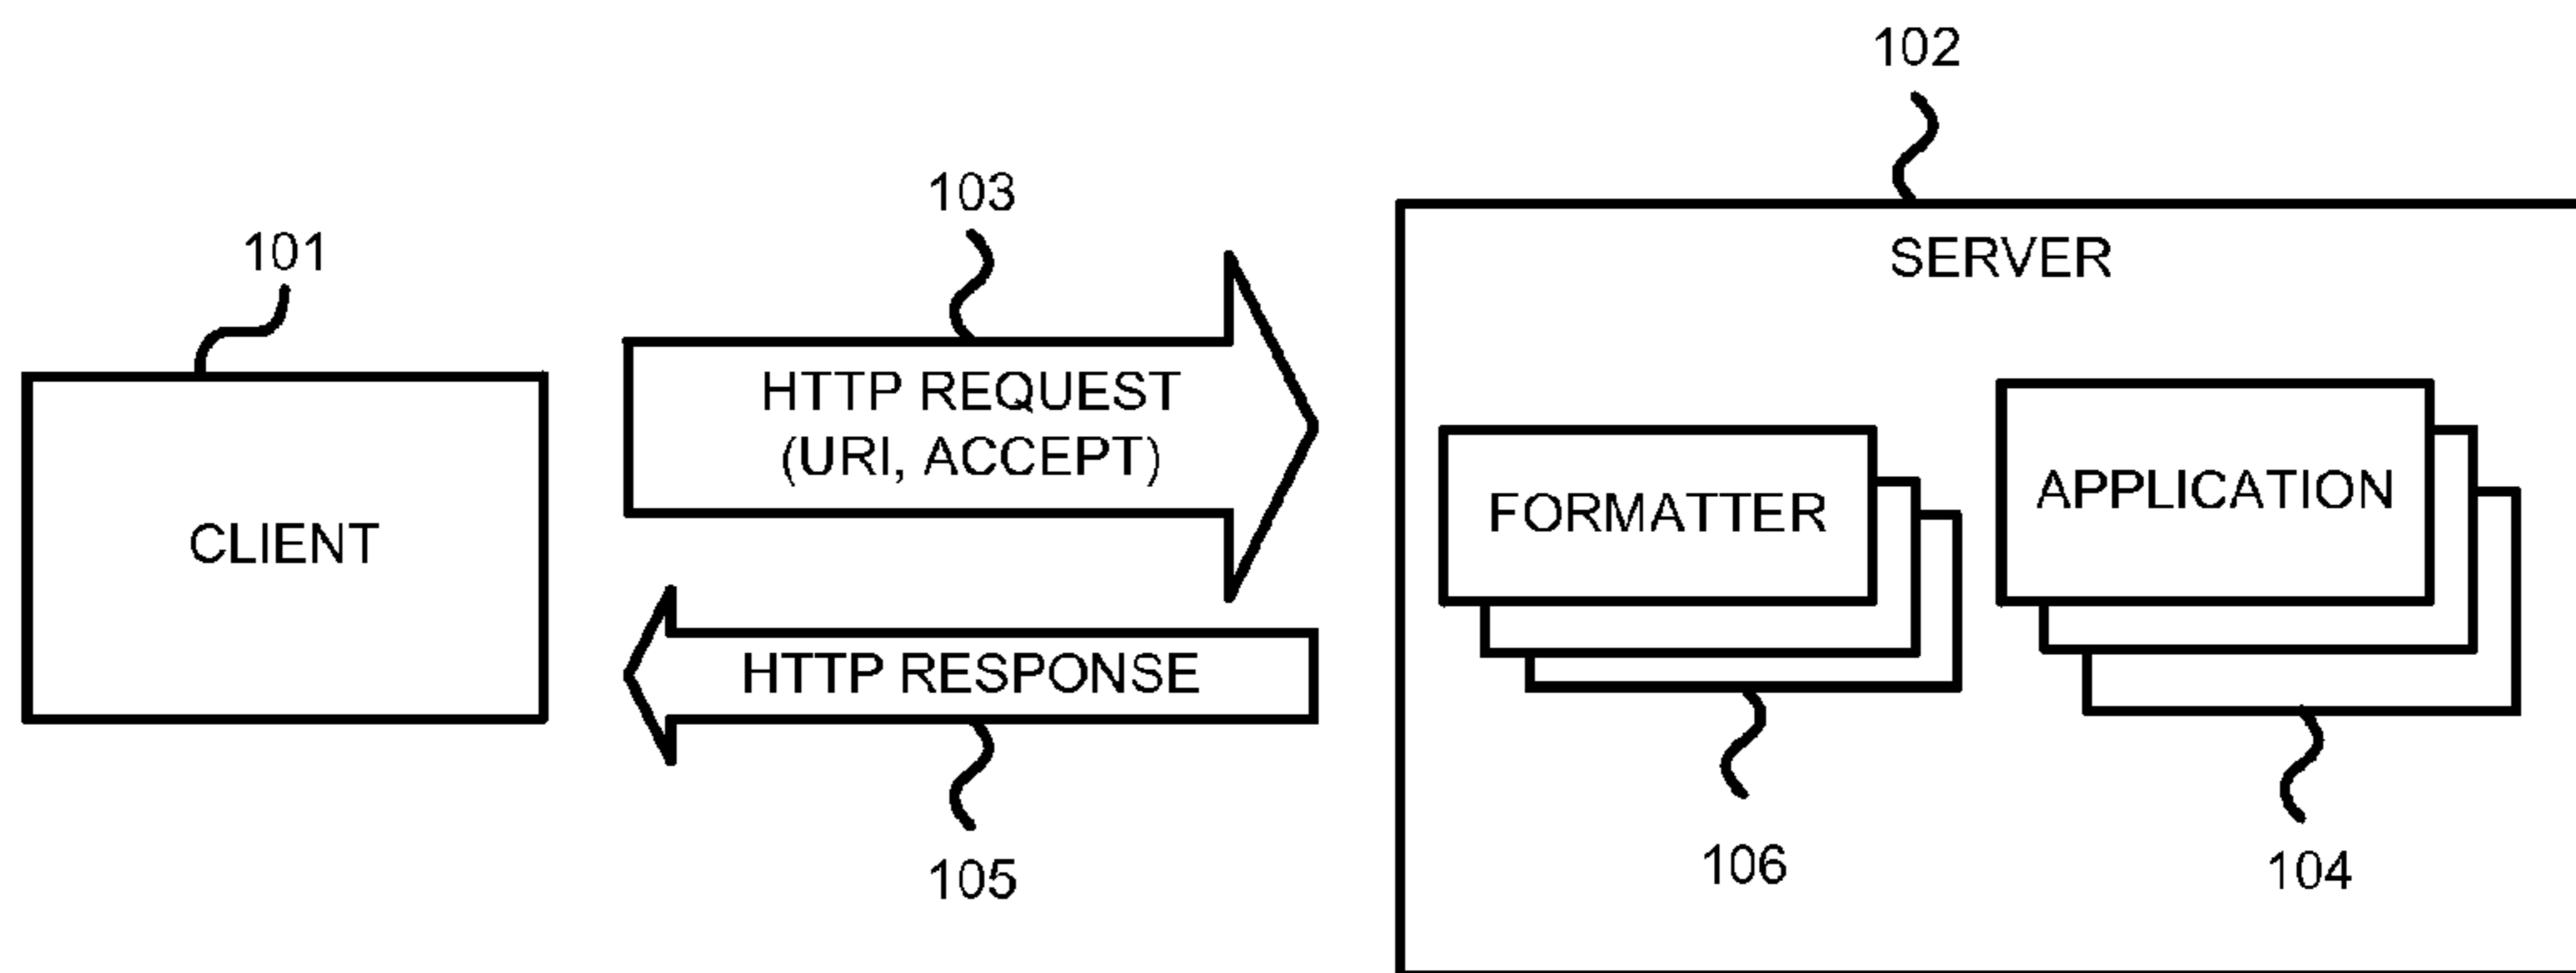 102
103
101
SERVER
HTTP REQUEST
(URI, ACCEPT)
CLIENT
FORMATTER
APPLICATION
HTTP RESPONSE
105
106
104